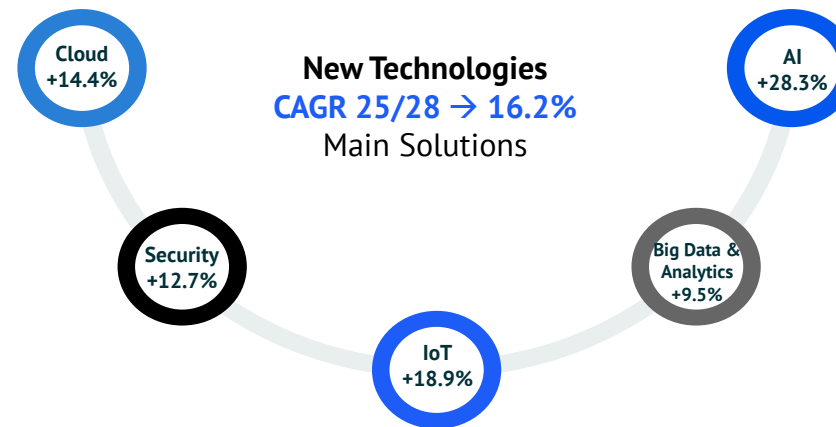 Cloud
+14.4%
New Technologies
CAGR 25/28 → 16.2%
Main Solutions
AI
+28.3%
Security
+12.7%
Big Data &
Analytics
+9.5%
IoT
+18.9%